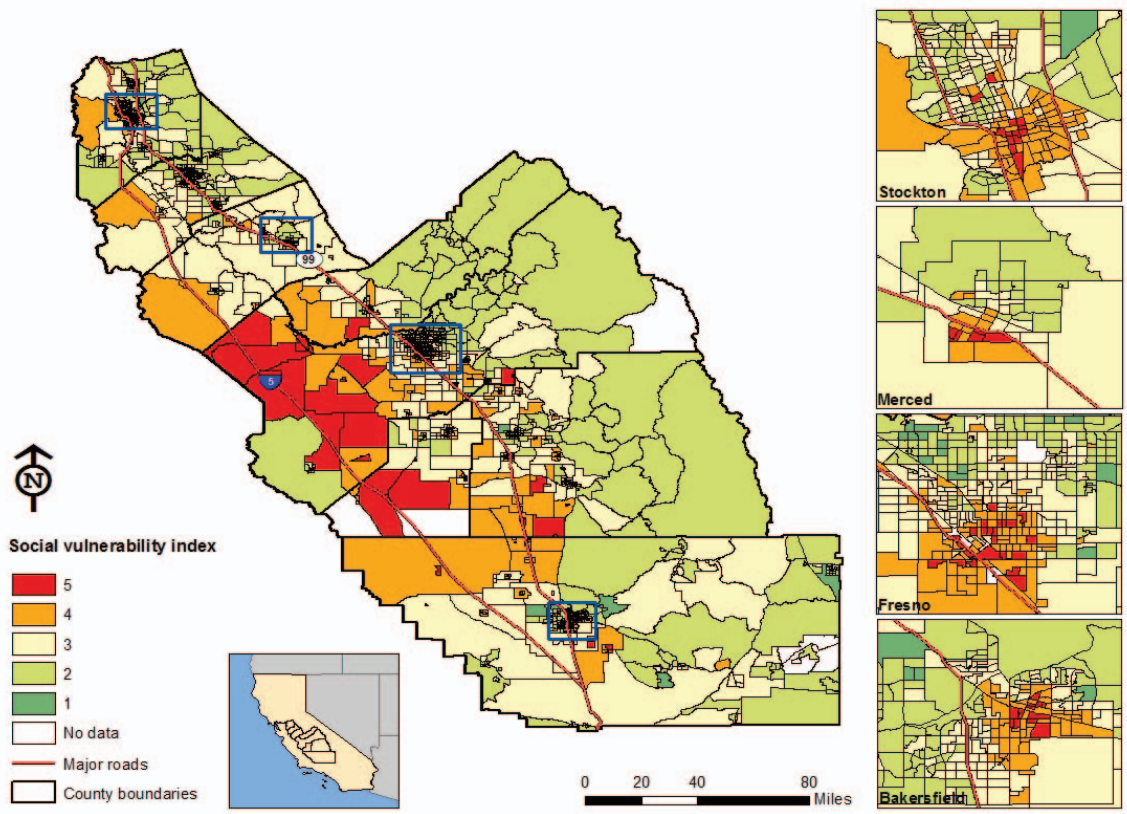 Stockton
Merced
Fresno
Bakersfield
99
5
N
Social vulnerability index
5
4
3
2
1
No data
Major roads
County boundaries
0 20 40 80
Miles